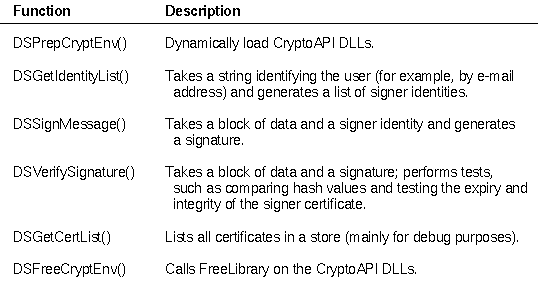 Function Description
DSPrepCryptEnv() Dynamically load CryptoAPI DLLs.
DSGetIdentityList() Takes a string identifying the user (for example, by e-mail
address) and generates a list of signer identities.
DSSignMessage() Takes a block of data and a signer identity and generates
a signature.
DSVerifySignature() Takes a block of data and a signature; performs tests,
such as comparing hash values and testing the expiry and
integrity of the signer certificate.
DSGetCertList() Lists all certificates in a store (mainly for debug purposes).
DSFreeCryptEnv() Calls FreeLibrary on the CryptoAPI DLLs.